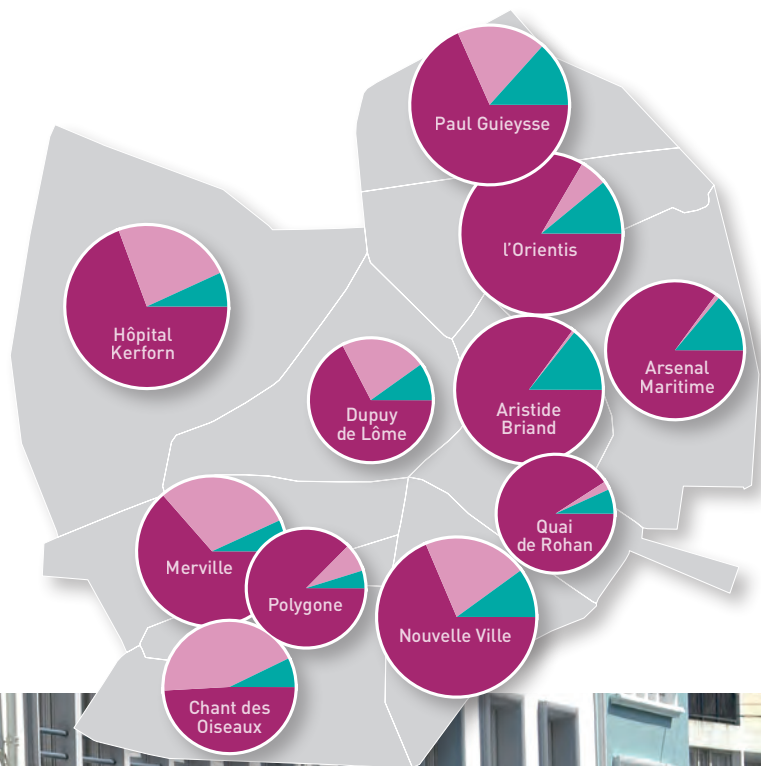 Paul Guieysse
l'Orientis
Hôpital
Kerforn
Arsenal
Maritime
Dupuy
de Lôme
Aristide
Briand
Quai
de Rohan
Merville
Polygone
Nouvelle Ville
Chant des
Oiseaux